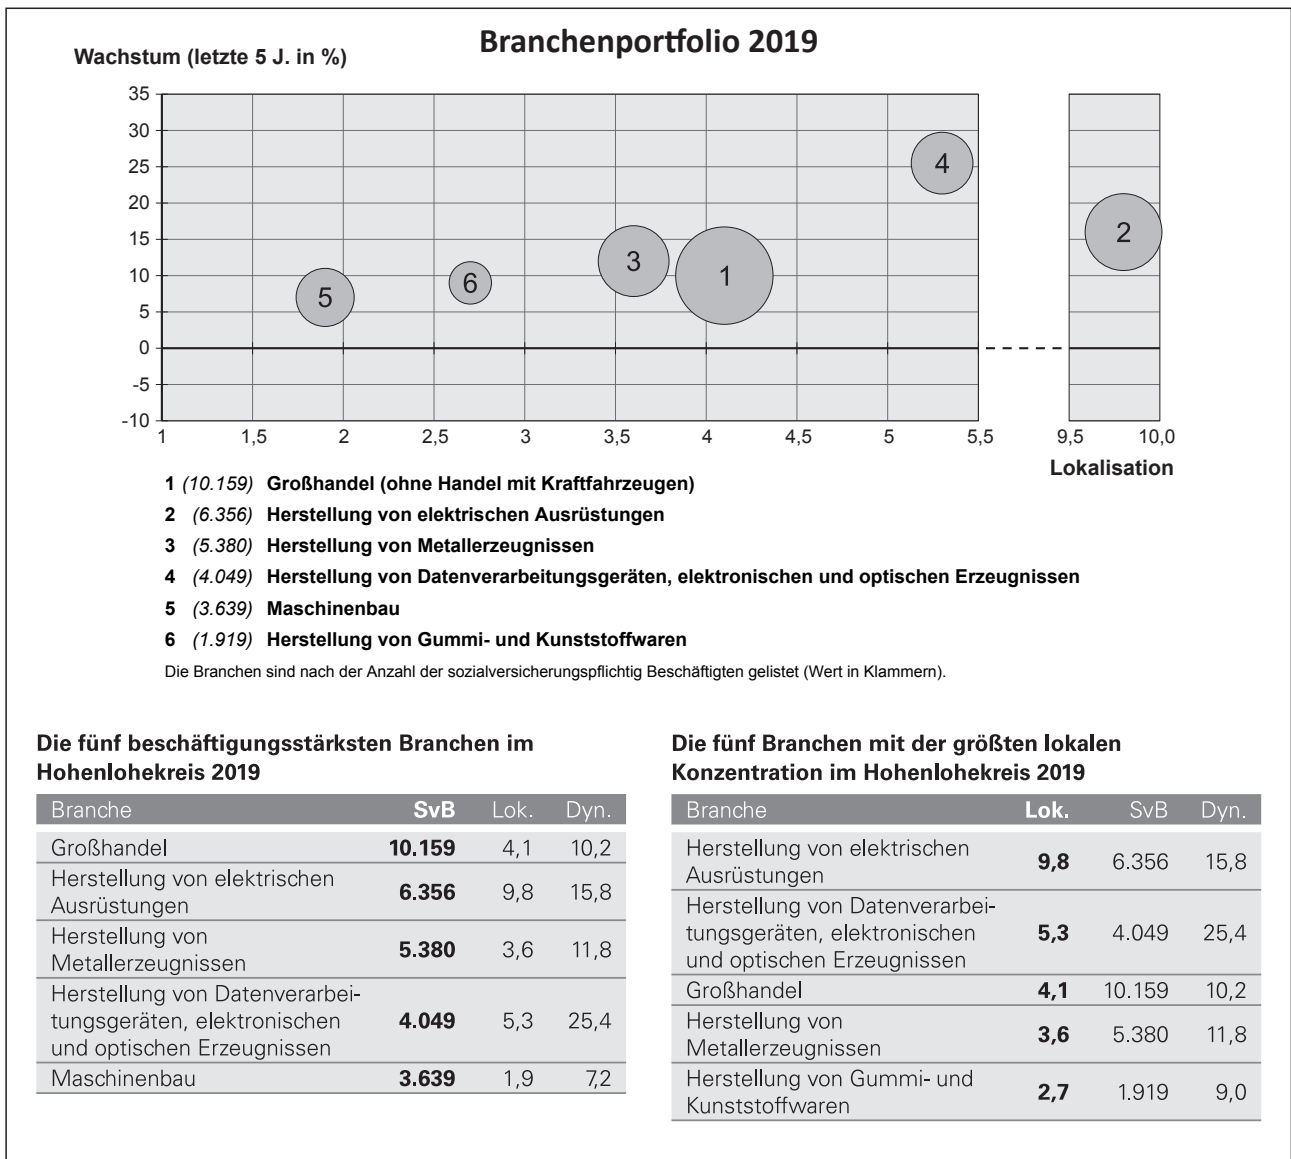 Branchenportfolio 2019
Wachstum (letzte 5 J. in %)
35
30
25
20
15
10
5
0
-5
-10
4
2
3
1
6
5
1 1,5 2 2,5 3 3,5 4 4,5 5 5,5 9,5 10,0
Lokalisation
1 (10.159) Großhandel (ohne Handel mit Kraftfahrzeugen)
2 (6.356) Herstellung von elektrischen Ausrüstungen
3 (5.380) Herstellung von Metallerzeugnissen
4 (4.049) Herstellung von Datenverarbeitungsgeräten, elektronischen und optischen Erzeugnissen
5 (3.639) Maschinenbau
6 (1.919) Herstellung von Gummi- und Kunststoffwaren
Die Branchen sind nach der Anzahl der sozialversicherungspflichtig Beschäftigten gelistet (Wert in Klammern).
Die fünf beschäftigungsstärksten Branchen im
Hohenlohekreis 2019
Branche SvB Lok. Dyn.
Großhandel 10.159 4,1 10,2
Herstellung von elektrischen
Ausrüstungen 6.356 9,8 15,8
Herstellung von
Metallerzeugnissen 5.380 3,6 11,8
Herstellung von Datenverarbei-
tungsgeräten, elektronischen 4.049 5,3 25,4
und optischen Erzeugnissen
Maschinenbau 3.639 1,9 7,2
Die fünf Branchen mit der größten lokalen
Konzentration im Hohenlohekreis 2019
Branche Lok. SvB Dyn.
Herstellung von elektrischen
Ausrüstungen 9,8 6.356 15,8
Herstellung von Datenverarbei-
tungsgeräten, elektronischen 5,3 4.049 25,4
und optischen Erzeugnissen
Großhandel 4,1 10.159 10,2
Herstellung von
Metallerzeugnissen 3,6 5.380 11,8
Herstellung von Gummi- und
Kunststoffwaren 2,7 1.919 9,0